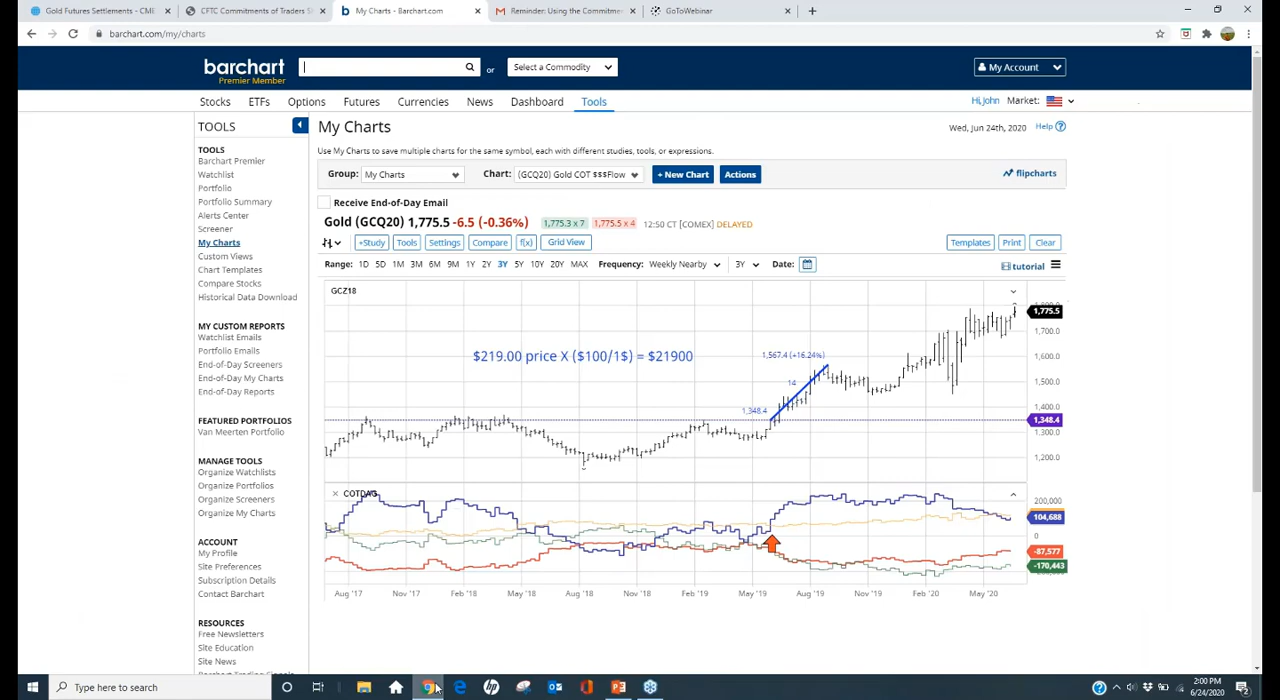 Gold Futures Settlements - CME
CFTC Commitments of Traders S
My Charts - Barchart.com
Reminder: Using the Commitme
GoToWebinar
barchart.com/my/charts
barchart
Premier Member
or
Select a Commodity
My Account
Stocks
ETFs
Options
Futures
Currencies
News
Dashboard
Tools
Hi, John
Market:
TOOLS
TOOLS
Barchart Premier
Watchlist
Portfolio
Portfolio Summary
Alerts Center
Screener
My Charts
Custom Views
Chart Templates
Compare Stocks
Historical Data Download
MY CUSTOM REPORTS
Watchlist Emails
Portfolio Emails
End-of-Day Screeners
End-of-Day My Charts
End-of-Day Reports
FEATURED PORTFOLIOS
Van Meerten Portfolio
MANAGE TOOLS
Organize Watchlists
Organize Portfolios
Organize Screeners
Organize My Charts
ACCOUNT
My Profile
Site Preferences
Subscription Details
Contact Barchart
RESOURCES
Free Newsletters
Site Education
Site News
My Charts
Wed, Jun 24th, 2020
Help
Use My Charts to save multiple charts for the same symbol, each with different studies, tools, or expressions.
Group: My Charts
Chart: (GCQ20) Gold COT $$$Flow
+ New Chart
Actions
flipcharts
Receive End-of-Day Email
Gold (GCQ20) 1,775.5 -6.5 (-0.36%) 1,775.3 x 7 1,775.5 x 4 12:50 CT [COMEX] DELAYED
+Study
Tools
Settings
Compare
f(x)
Grid View
Templates
Print
Clear
Range: 1D 5D 1M 3M 6M 9M 1Y 2Y 3Y 5Y 10Y 20Y MAX Frequency: Weekly Nearby 3Y Date:
tutorial
GCZ18
1,775.5
1,700.0
1,600.0
1,500.0
1,400.0
1,348.4
1,300.0
1,200.0
$219.00 price X ($100/1$) = $21900
1,567.4 (+16.24%)
14
1,348.4
COTDAG
200,000
104,688
0
-87,577
-170,443
Aug '17 Nov '17 Feb '18 May '18 Aug '18 Nov '18 Feb '19 May '19 Aug '19 Nov '19 Feb '20 May '20
Type here to search
2:00 PM
6/24/2020